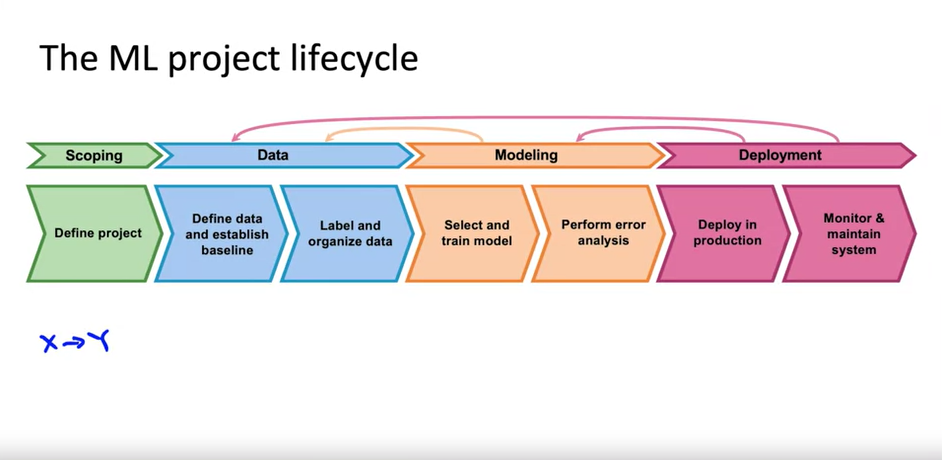 The ML project lifecycle
Scoping
Data
Modeling
Deployment
Define project
Define data
and establish
baseline
Label and
organize data
Select and
train model
Perform error
analysis
Deploy in
production
Monitor &
maintain
system
X→Y